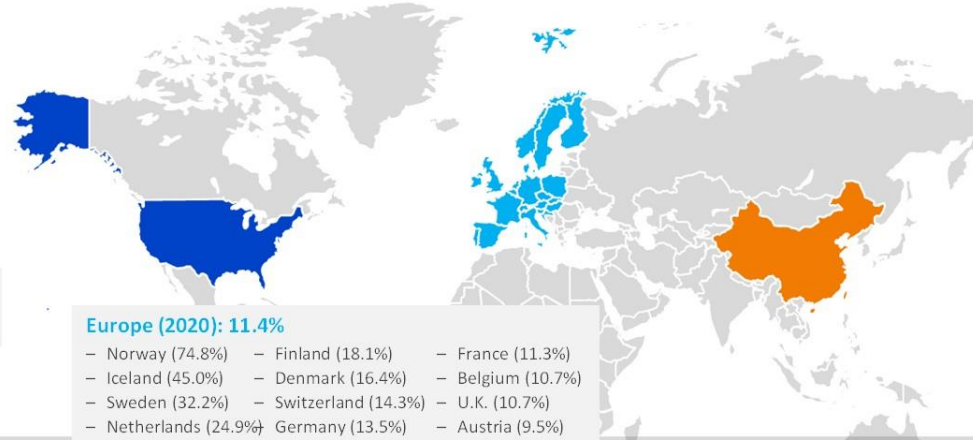 Europe (2020): 11.4%
– Norway (74.8%) – Finland (18.1%) – France (11.3%)
– Iceland (45.0%) – Denmark (16.4%) – Belgium (10.7%)
– Sweden (32.2%) – Switzerland (14.3%) – U.K. (10.7%)
– Netherlands (24.9%) – Germany (13.5%) – Austria (9.5%)